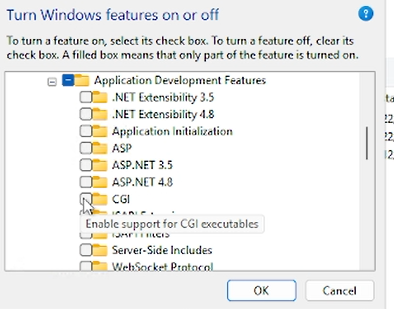 Turn Windows features on or off
?
To turn a feature on, select its check box. To turn a feature off, clear its
check box. A filled box means that only part of the feature is turned on.
Application Development Features
.NET Extensibility 3.5
.NET Extensibility 4.8
Application Initialization
ASP
ASP.NET 3.5
ASP.NET 4.8
CGI
Enable support for CGI executables
ISAPI Filters
Server-Side Includes
WebSocket Protocol
OK
Cancel